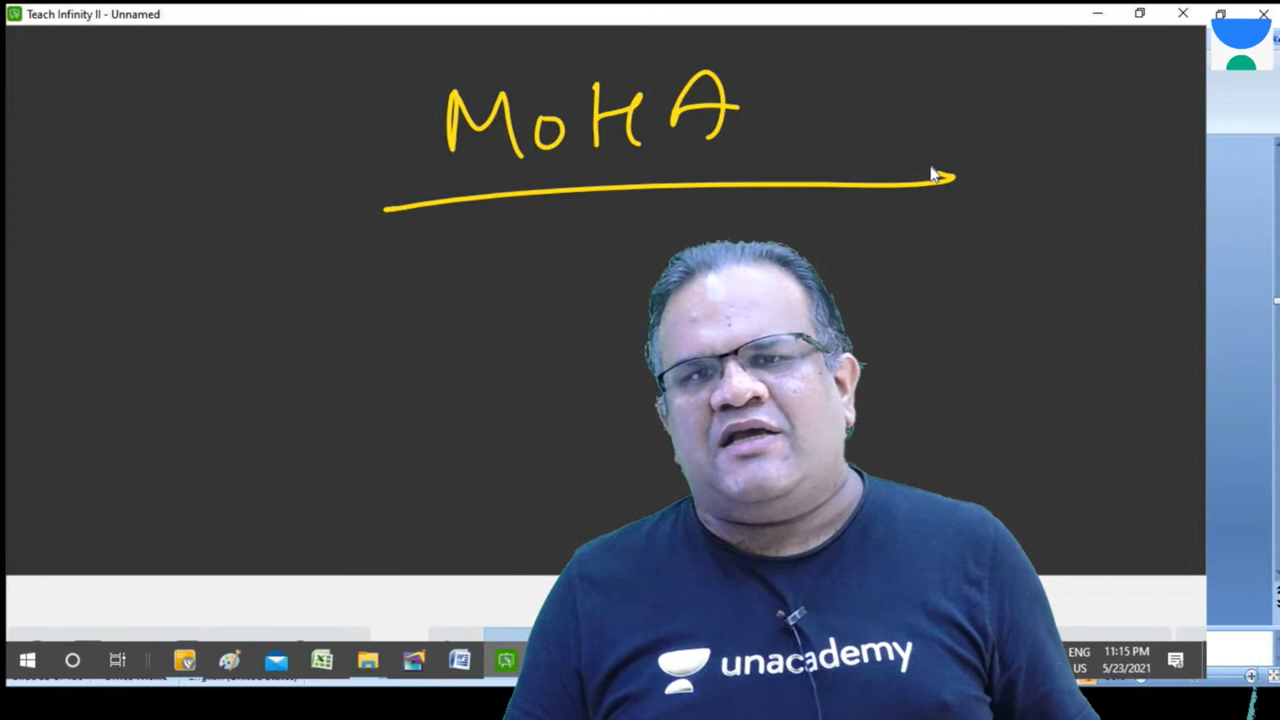 Teach Infinity II - Unnamed
MoHA
unacademy
ENG
US
11:15 PM
5/23/2021